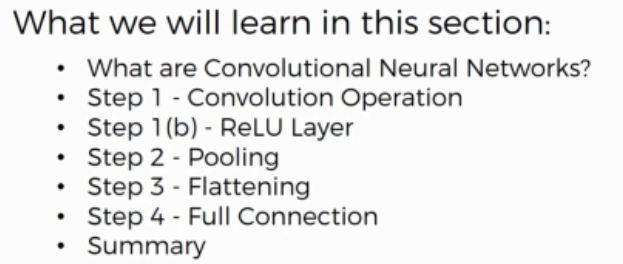 What we will learn in this section:
• What are Convolutional Neural Networks?
• Step 1 - Convolution Operation
• Step 1(b) - ReLU Layer
• Step 2 - Pooling
• Step 3 - Flattening
• Step 4 - Full Connection
• Summary